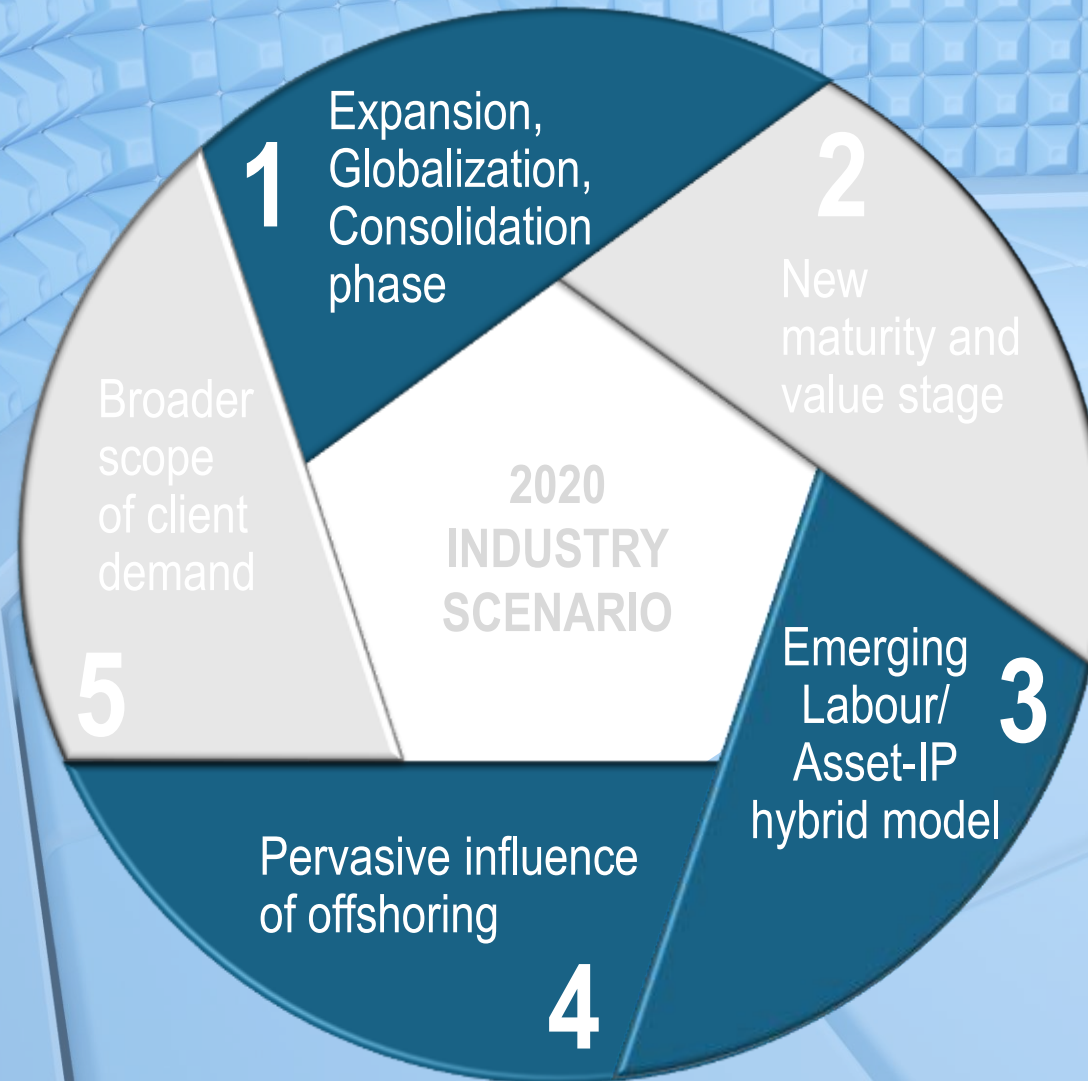 1
Expansion,
Globalization,
Consolidation
phase
2
New
maturity and
value stage
3
Emerging
Labour/
Asset-IP
hybrid model
4
Pervasive influence
of offshoring
5
Broader
scope
of client
demand
2020
INDUSTRY
SCENARIO